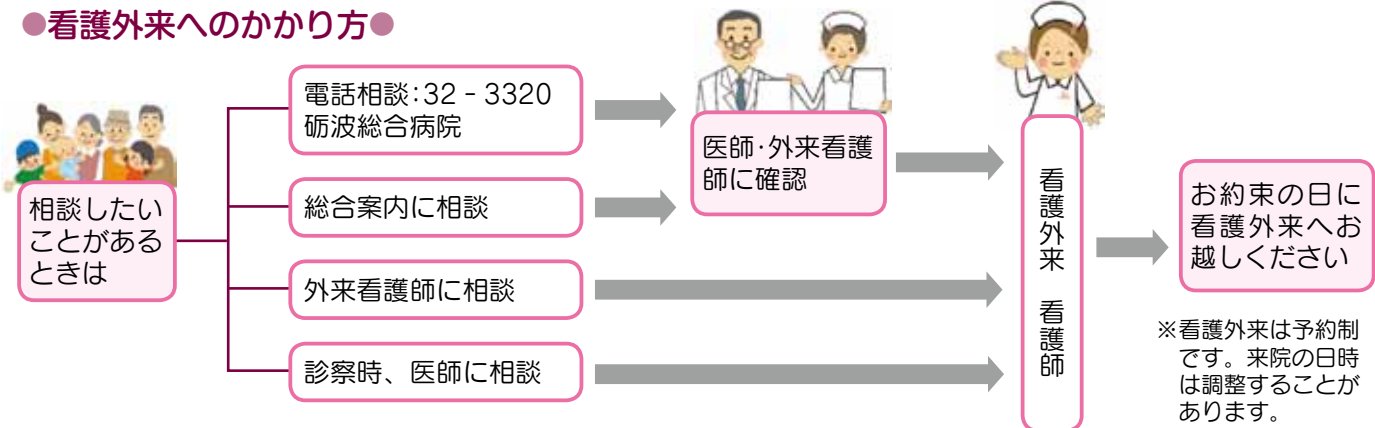 ●看護外来へのかかり方●
相談したい
ことがある
ときは
電話相談:32‐3320
砺波総合病院
総合案内に相談
外来看護師に相談
診察時、医師に相談
医師・外来看護
師に確認
看護外来 看護師
お約束の日に
看護外来へお
越しください
※看護外来は予約制
です。来院の日時
は調整することが
あります。